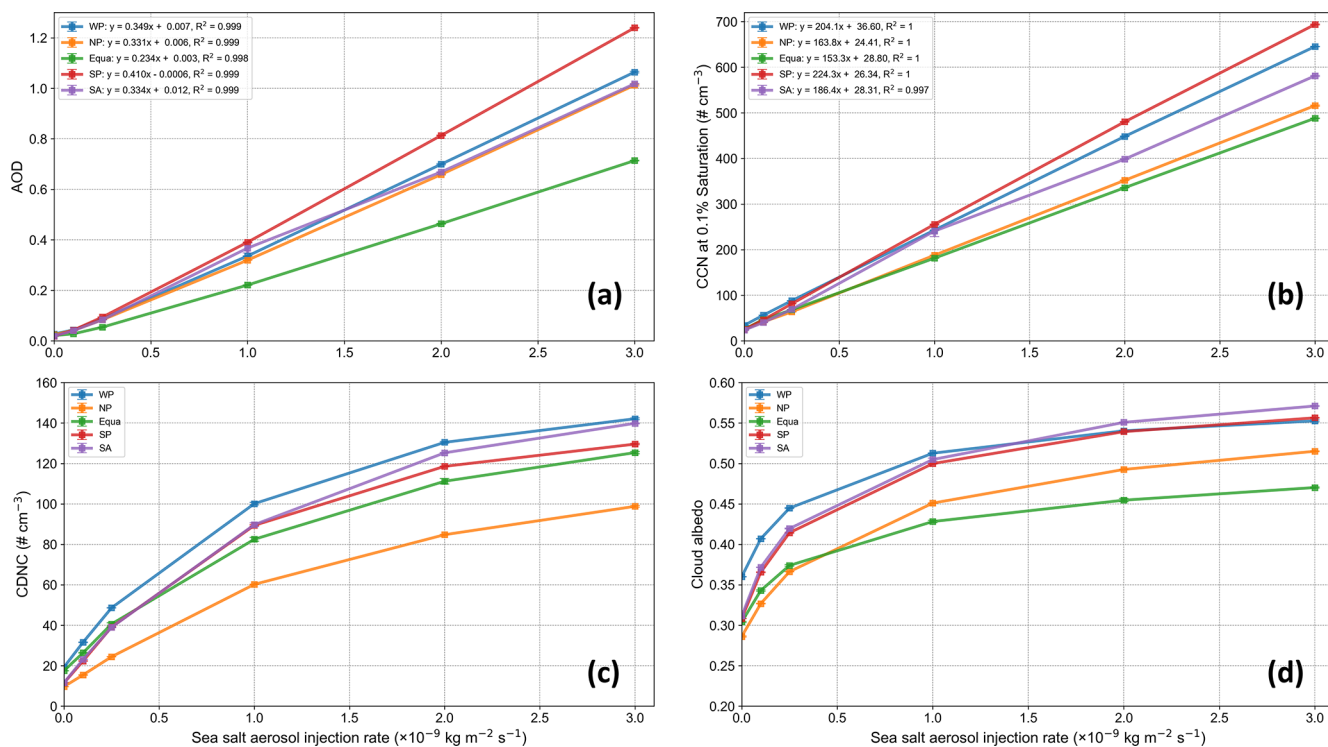 1.2
1.0
0.8
0.6
0.4
0.2
0.0
AOD
WP: y = 0.349x + 0.007, R² = 0.999
NP: y = 0.331x + 0.006, R² = 0.999
Equa: y = 0.234x + 0.003, R² = 0.998
SP: y = 0.410x - 0.0006, R² = 0.999
SA: y = 0.334x + 0.012, R² = 0.999
(a)
0.0 0.5 1.0 1.5 2.0 2.5 3.0
700
600
500
400
300
200
100
0
CCN at 0.1% Saturation (# cm⁻³)
WP: y = 204.1x + 36.60, R² = 1
NP: y = 163.8x + 24.41, R² = 1
Equa: y = 153.3x + 28.80, R² = 1
SP: y = 224.3x + 26.34, R² = 1
SA: y = 186.4x + 28.31, R² = 0.997
(b)
0.0 0.5 1.0 1.5 2.0 2.5 3.0
160
140
120
100
80
60
40
20
0
CDNC (# cm⁻³)
WP
NP
Equa
SP
SA
(c)
0.0 0.5 1.0 1.5 2.0 2.5 3.0
Sea salt aerosol injection rate (×10⁻⁹ kg m⁻² s⁻¹)
0.60
0.55
0.50
0.45
0.40
0.35
0.30
0.25
0.20
Cloud albedo
WP
NP
Equa
SP
SA
(d)
0.0 0.5 1.0 1.5 2.0 2.5 3.0
Sea salt aerosol injection rate (×10⁻⁹ kg m⁻² s⁻¹)